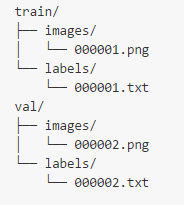 train/
├── images/
│   └── 000001.png
└── labels/
    └── 000001.txt
val/
├── images/
│   └── 000002.png
└── labels/
    └── 000002.txt